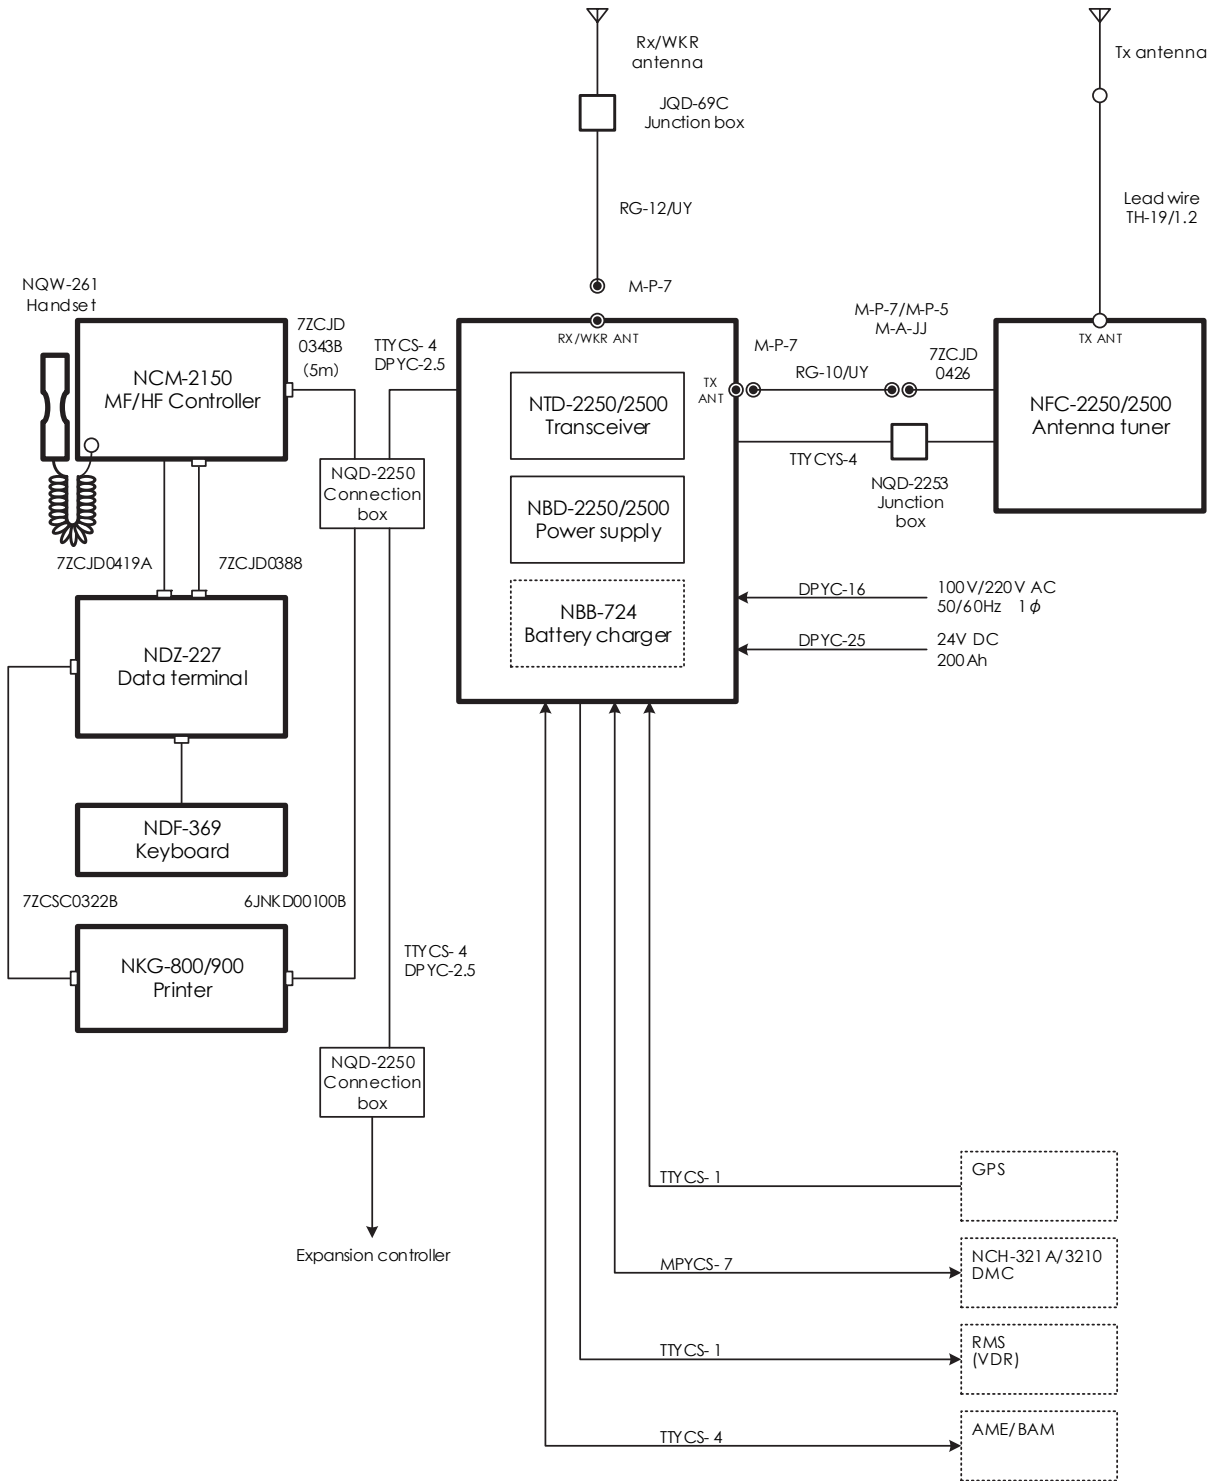 Rx/WKR
antenna
Tx antenna
JQD-69C
Junction box
RG-12/UY
Lead wire
TH-19/1.2
NQW-261
Handset
M-P-7
7ZCJD
0343B
(5m)
TTYCS- 4
DPYC-2.5
RX/WKR ANT
M-P-7/M-P-5
M-A-JJ
TX ANT
NCM-2150
MF/HF Controller
M-P-7
7ZCJD
0426
RG-10/UY
TX
ANT
NTD-2250/2500
Transceiver
NFC-2250/2500
Antenna tuner
TTYCYS-4
NQD-2250
Connection
box
NQD-2253
Junction
box
NBD-2250/2500
Power supply
7ZCJD0419A
7ZCJD0388
DPYC-16
100V/220V AC
50/60Hz 1ϕ
NBB-724
Battery charger
DPYC-25
24V DC
200Ah
NDZ-227
Data terminal
NDF-369
Keyboard
7ZCSC0322B
6JNKD00100B
TTYCS- 4
DPYC-2.5
NKG-800/900
Printer
NQD-2250
Connection
box
Expansion controller
TTYCS- 1
GPS
MPYCS- 7
NCH-321A/3210
DMC
TTYCS- 1
RMS
(VDR)
TTYCS- 4
AME/BAM